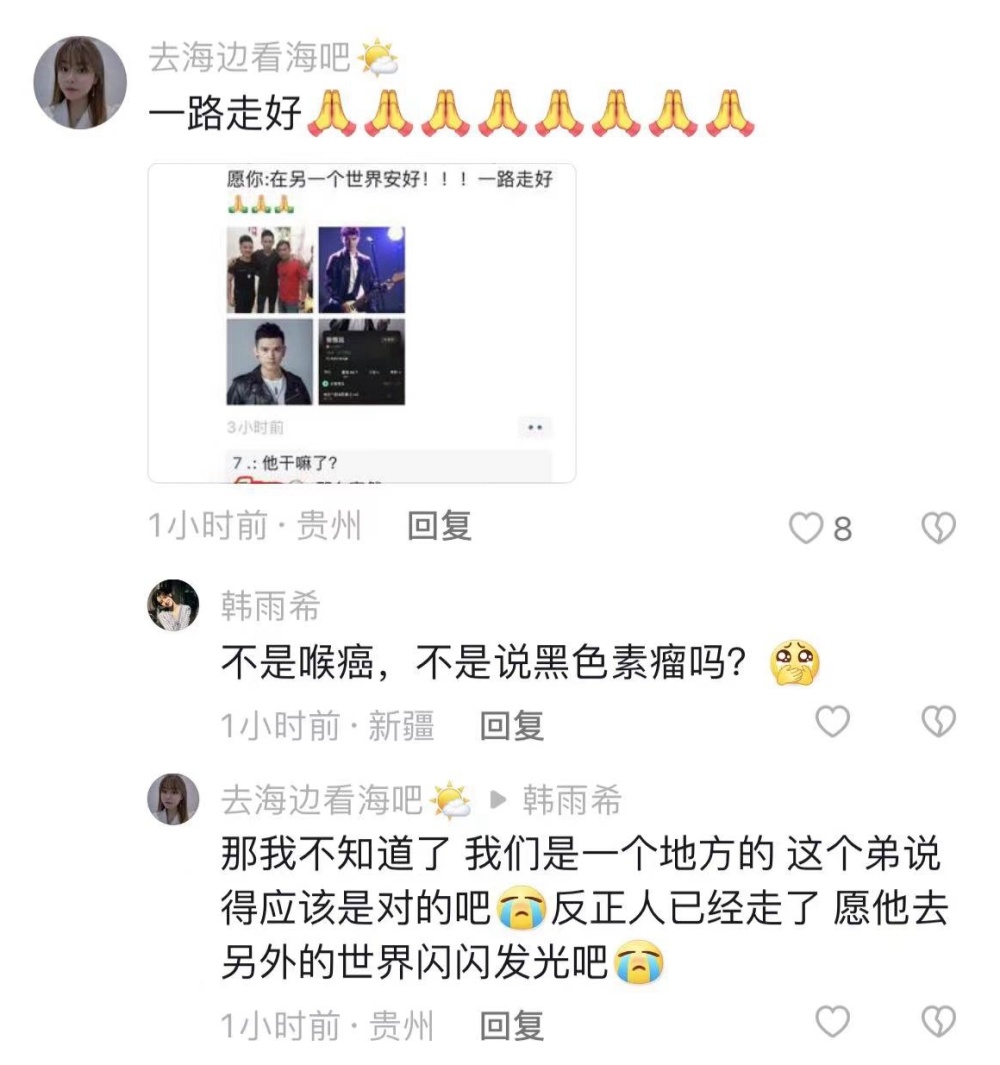 去海边看海吧🌤️
一路走好🙏🙏🙏🙏🙏🙏🙏🙏
愿你:在另一个世界安好！！！一路走好
🙏🙏🙏
3小时前
7 .: 他干嘛了?
1小时前·贵州 回复 8
韩雨希
不是喉癌，不是说黑色素瘤吗？🥹
1小时前·新疆 回复
去海边看海吧🌤️ ▶ 韩雨希
那我不知道了 我们是一个地方的 这个弟说
得应该是对的吧😭反正人已经走了 愿他去
另外的世界闪闪发光吧😭
1小时前·贵州 回复